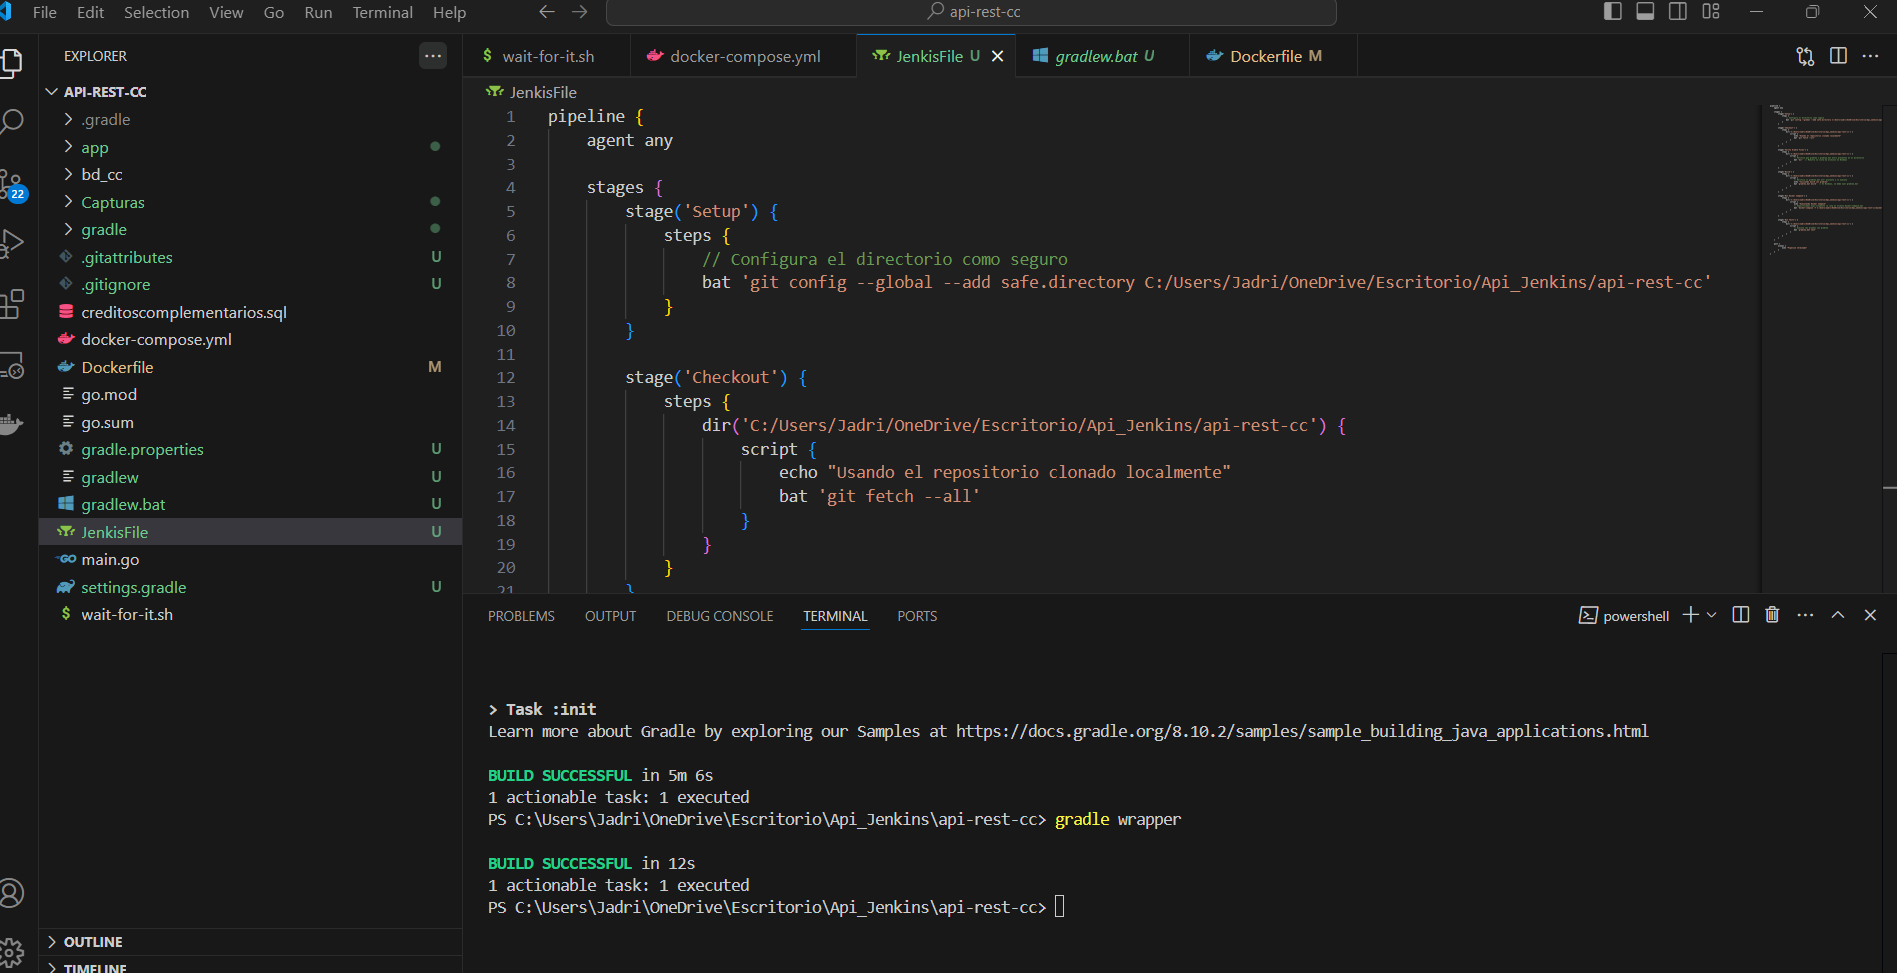 File Edit Selection View Go Run Terminal Help
api-rest-cc
EXPLORER
API-REST-CC
.gradle
app
bd_cc
Capturas
gradle
.gitattributes U
.gitignore U
creditoscomplementarios.sql
docker-compose.yml
Dockerfile M
go.mod
go.sum
gradle.properties U
gradlew U
gradlew.bat U
JenkisFile U
main.go
settings.gradle U
wait-for-it.sh
22
OUTLINE
TIMELINE
wait-for-it.sh docker-compose.yml JenkisFile U gradlew.bat U Dockerfile M
JenkisFile
1 pipeline {
2 agent any
3
4 stages {
5 stage('Setup') {
6 steps {
7 // Configura el directorio como seguro
8 bat 'git config --global --add safe.directory C:/Users/Jadri/OneDrive/Escritorio/Api_Jenkins/api-rest-cc'
9 }
10 }
11
12 stage('Checkout') {
13 steps {
14 dir('C:/Users/Jadri/OneDrive/Escritorio/Api_Jenkins/api-rest-cc') {
15 script {
16 echo "Usando el repositorio clonado localmente"
17 bat 'git fetch --all'
18 }
19 }
20 }
21 }
PROBLEMS OUTPUT DEBUG CONSOLE TERMINAL PORTS
powershell
> Task :init
Learn more about Gradle by exploring our Samples at https://docs.gradle.org/8.10.2/samples/sample_building_java_applications.html
BUILD SUCCESSFUL in 5m 6s
1 actionable task: 1 executed
PS C:\Users\Jadri\OneDrive\Escritorio\Api_Jenkins\api-rest-cc> gradle wrapper
BUILD SUCCESSFUL in 12s
1 actionable task: 1 executed
PS C:\Users\Jadri\OneDrive\Escritorio\Api_Jenkins\api-rest-cc>